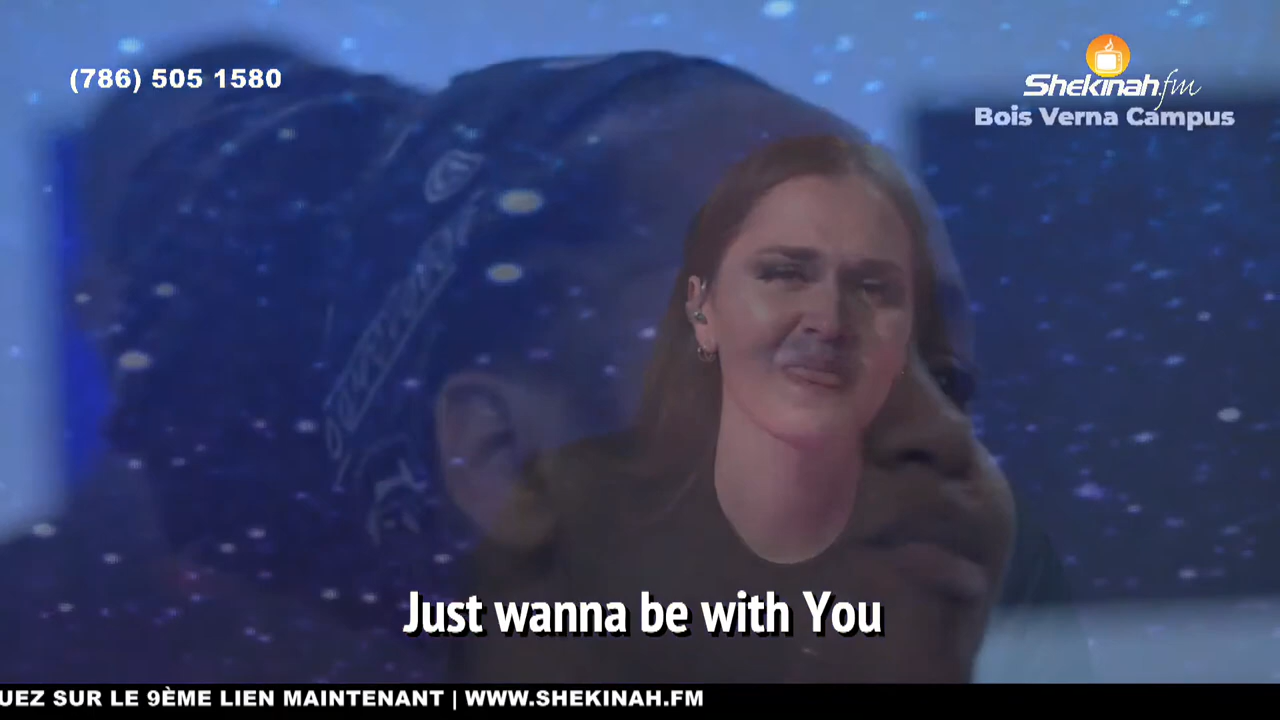 (786) 505 1580
Shekinah.fm
Bois Verna Campus
Just wanna be with You
UEZ SUR LE 9ÈME LIEN MAINTENANT | WWW.SHEKINAH.FM